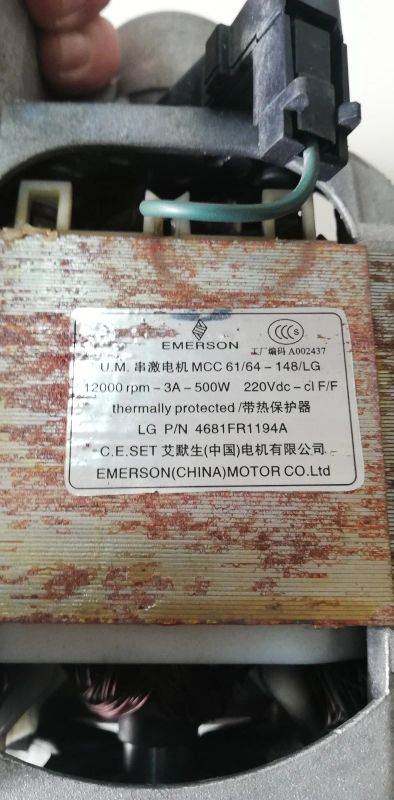 EMERSON
S
工厂编码 A002437
U.M. 串激电机 MCC 61/64 - 148/LG
12000 rpm - 3A - 500W 220Vdc - cl F/F
thermally protected /带热保护器
LG P/N 4681FR1194A
C.E.SET 艾默生(中国)电机有限公司
EMERSON(CHINA)MOTOR CO.Ltd